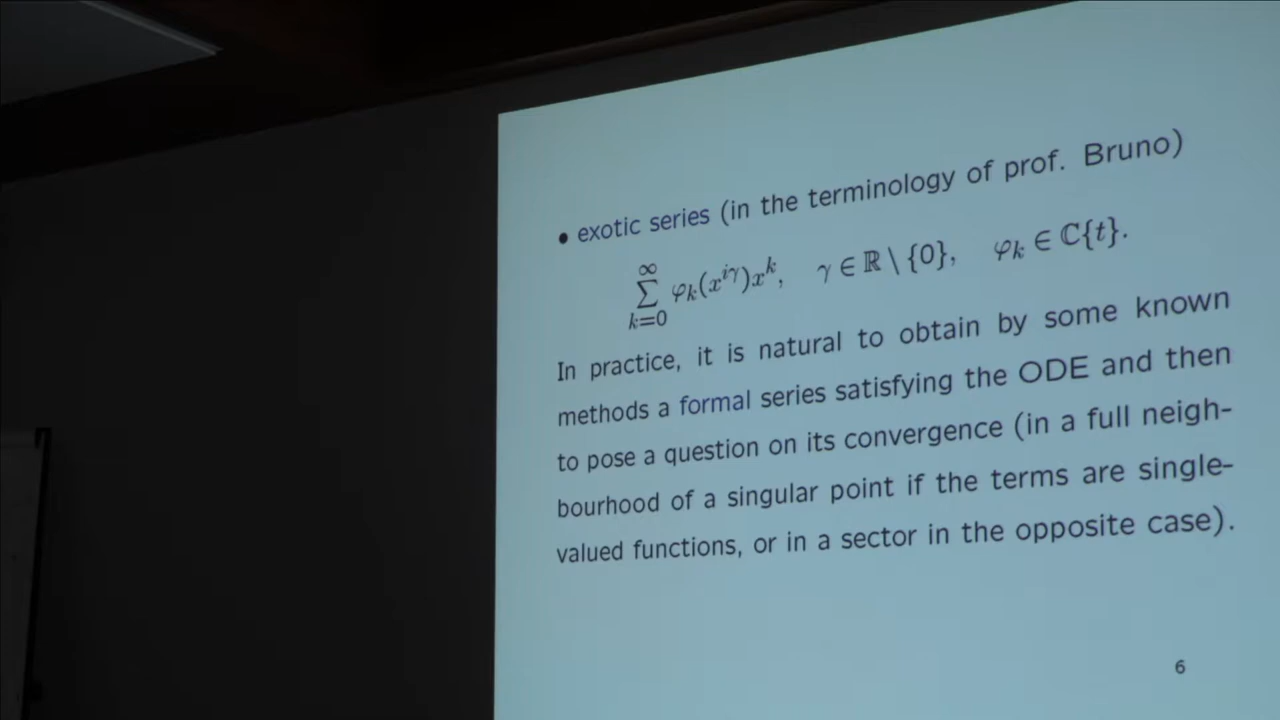 • exotic series (in the terminology of prof. Bruno)
∞
∑ φₖ(x^{iγ})x^k, γ ∈ ℝ \ {0}, φₖ ∈ ℂ{t}.
k=0
In practice, it is natural to obtain by some known
methods a formal series satisfying the ODE and then
to pose a question on its convergence (in a full neigh-
bourhood of a singular point if the terms are single-
valued functions, or in a sector in the opposite case).
6